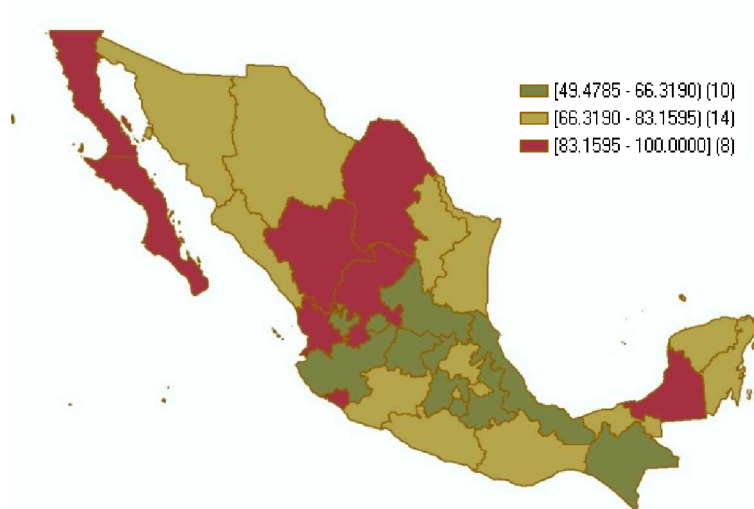 [49.4785 - 66.3190) (10)
[66.3190 - 83.1595) (14)
[83.1595 - 100.0000] (8)